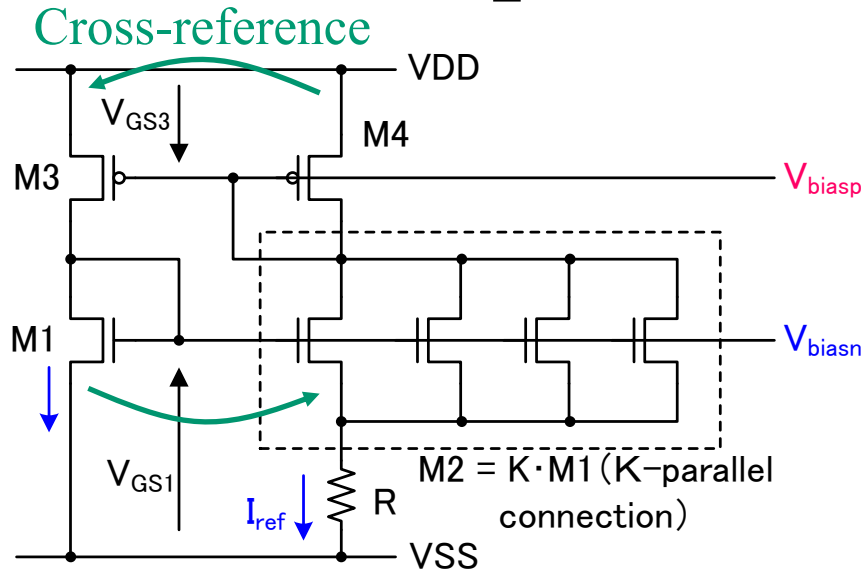 Cross-reference
VDD
VGS3
M4
M3
Vbiasp
M1
Vbiasn
VGS1
M2 = K·M1(K-parallel
connection)
Iref
R
VSS